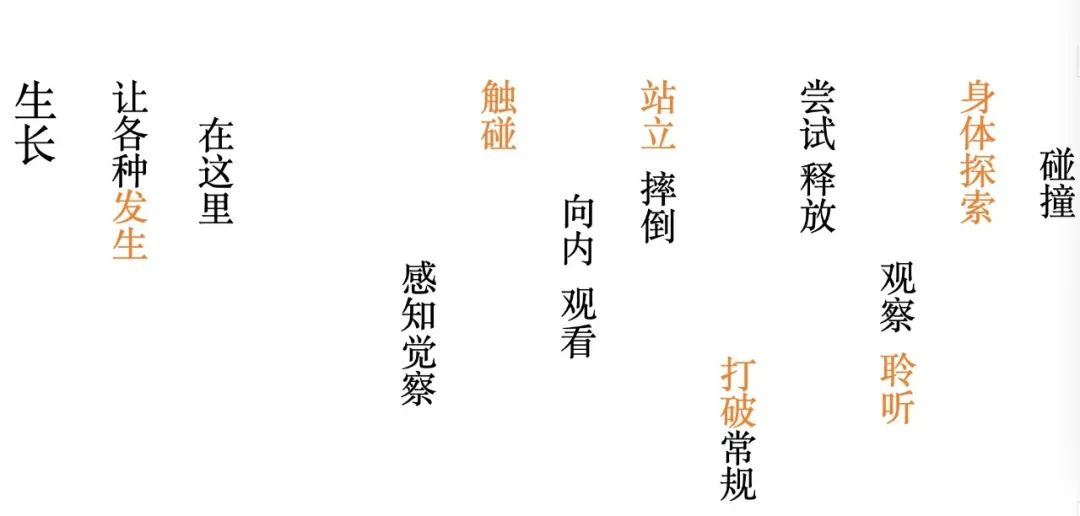 碰撞
身体探索
观察 聆听
尝试 释放
打破常规
站立 摔倒
向内 观看
触碰
感知觉察
在这里
让各种发生
生长